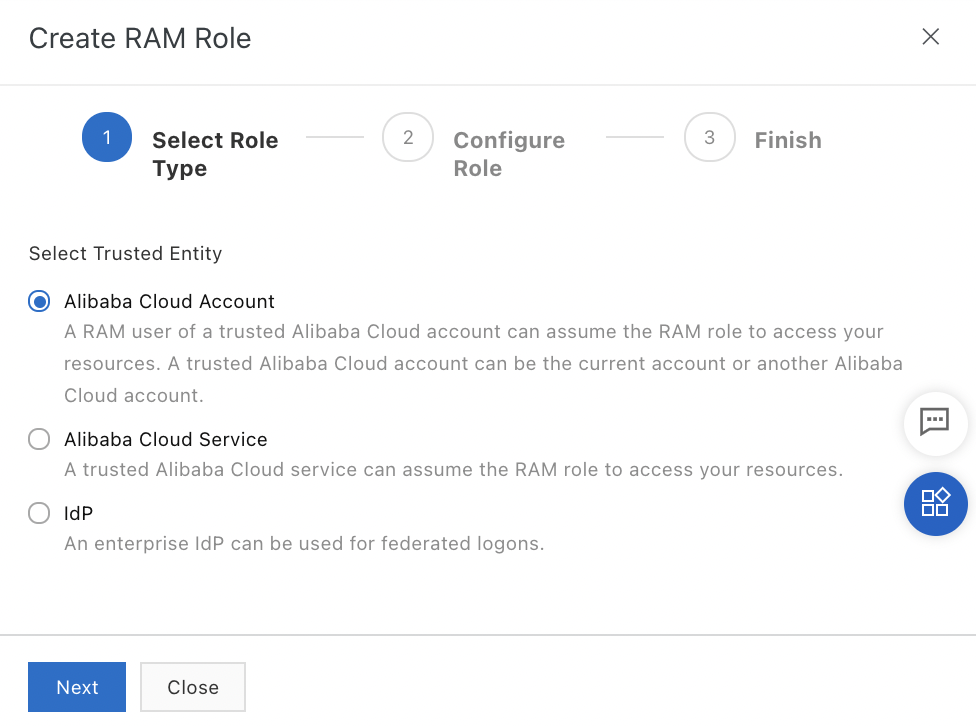 Create RAM Role
1
Select Role
Type
2
Configure
Role
3
Finish
Select Trusted Entity
Alibaba Cloud Account
A RAM user of a trusted Alibaba Cloud account can assume the RAM role to access your
resources. A trusted Alibaba Cloud account can be the current account or another Alibaba
Cloud account.
Alibaba Cloud Service
A trusted Alibaba Cloud service can assume the RAM role to access your resources.
IdP
An enterprise IdP can be used for federated logons.
Next
Close